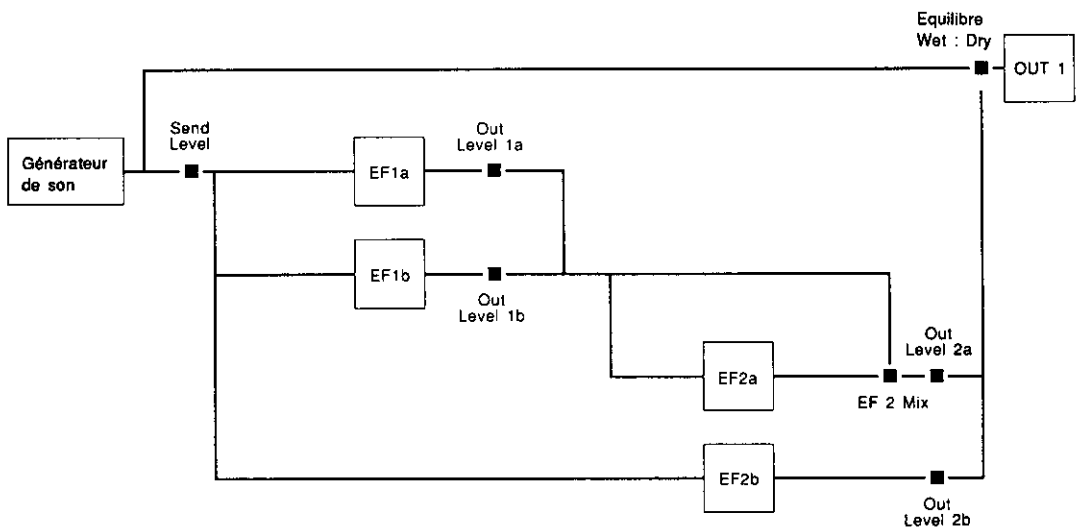 Equilibre
Wet : Dry
OUT 1
Send
Level
Out
Level 1a
Générateur
de son
EF1a
EF1b
Out
Level 1b
Out
Level 2a
EF2a
EF 2 Mix
EF2b
Out
Level 2b